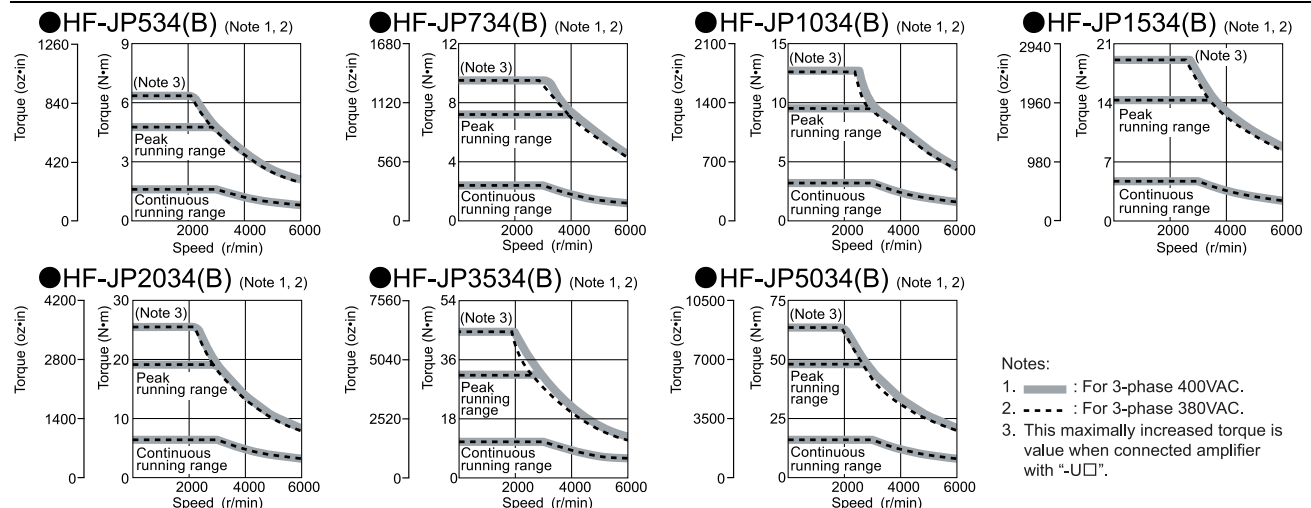 ●HF-JP534(B) (Note 1, 2)
Torque (oz•in)
1260
840
420
0
Torque (N•m)
9
6
3
0
(Note 3)
Peak
running range
Continuous
running range
2000 4000 6000
Speed (r/min)
●HF-JP734(B) (Note 1, 2)
Torque (oz•in)
1680
1120
560
0
Torque (N•m)
12
8
4
0
(Note 3)
Peak
running range
Continuous
running range
2000 4000 6000
Speed (r/min)
●HF-JP1034(B) (Note 1, 2)
Torque (oz•in)
2100
1400
700
0
Torque (N•m)
15
10
5
0
(Note 3)
Peak
running range
Continuous
running range
2000 4000 6000
Speed (r/min)
●HF-JP1534(B) (Note 1, 2)
Torque (oz•in)
2940
1960
980
0
Torque (N•m)
21
14
7
0
(Note 3)
Peak
running range
Continuous
running range
2000 4000 6000
Speed (r/min)
●HF-JP2034(B) (Note 1, 2)
Torque (oz•in)
4200
2800
1400
0
Torque (N•m)
30
20
10
0
(Note 3)
Peak
running range
Continuous
running range
2000 4000 6000
Speed (r/min)
●HF-JP3534(B) (Note 1, 2)
Torque (oz•in)
7560
5040
2520
0
Torque (N•m)
54
36
18
0
(Note 3)
Peak
running
range
Continuous
running range
2000 4000 6000
Speed (r/min)
●HF-JP5034(B) (Note 1, 2)
Torque (oz•in)
10500
7000
3500
0
Torque (N•m)
75
50
25
0
(Note 3)
Peak
running
range
Continuous
running range
2000 4000 6000
Speed (r/min)
Notes:
1. : For 3-phase 400VAC.
2. : For 3-phase 380VAC.
3. This maximally increased torque is
value when connected amplifier
with “-U□”.